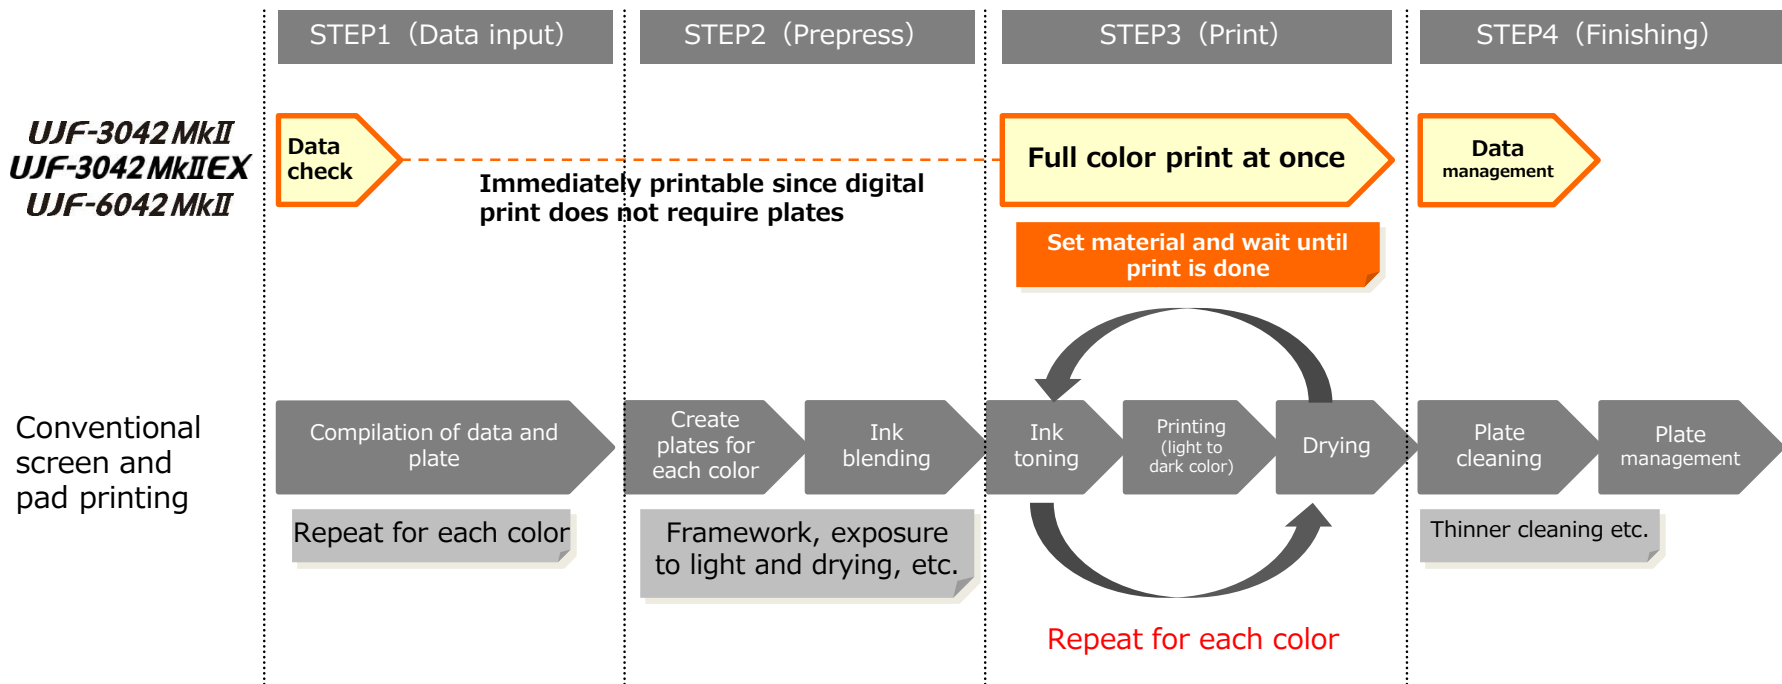 STEP1（Data input）
STEP2（Prepress）
STEP3（Print）
STEP4（Finishing）
UJF-3042MkII
UJF-3042MkIIEX
UJF-6042MkII
Data
check
Immediately printable since digital
print does not require plates
Full color print at once
Data
management
Set material and wait until
print is done
Conventional
screen and
pad printing
Compilation of data and
plate
Create
plates for
each color
Ink
blending
Ink
toning
Printing
(light to
dark color)
Drying
Plate
cleaning
Plate
management
Repeat for each color
Framework, exposure
to light and drying, etc.
Thinner cleaning etc.
Repeat for each color